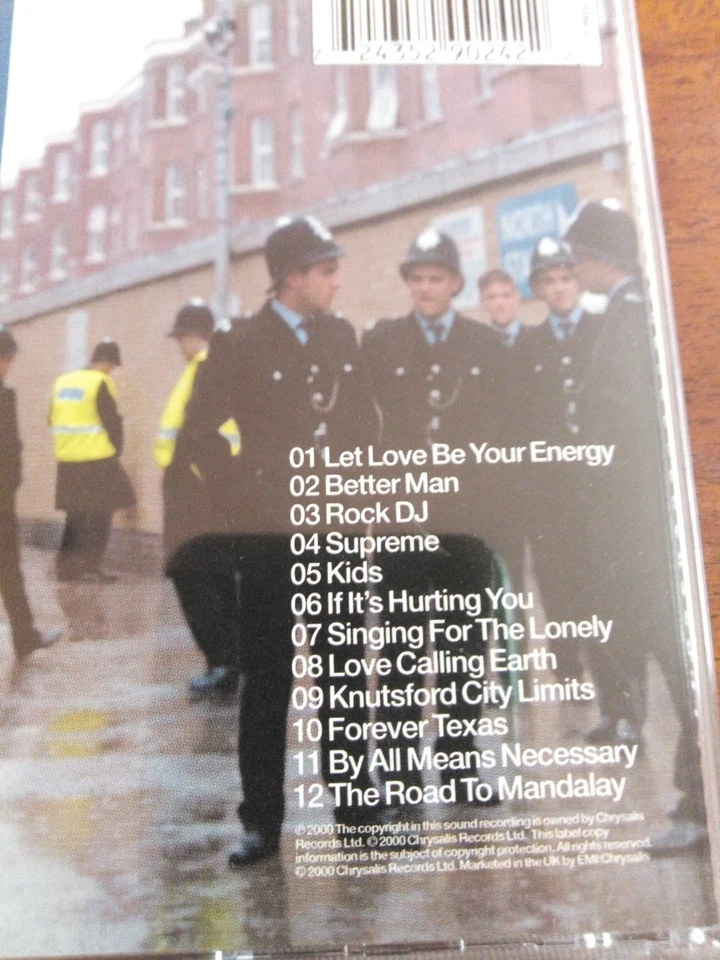 7 24352 90242 2
NORTH
01 Let Love Be Your Energy
02 Better Man
03 Rock DJ
04 Supreme
05 Kids
06 If It's Hurting You
07 Singing For The Lonely
08 Love Calling Earth
09 Knutsford City Limits
10 Forever Texas
11 By All Means Necessary
12 The Road To Mandalay
℗ 2000 The copyright in this sound recording is owned by Chrysalis
Records Ltd. © 2000 Chrysalis Records Ltd. This label copy
information is the subject of copyright protection. All rights reserved.
© 2000 Chrysalis Records Ltd. Marketed in the UK by EMI:Chrysalis